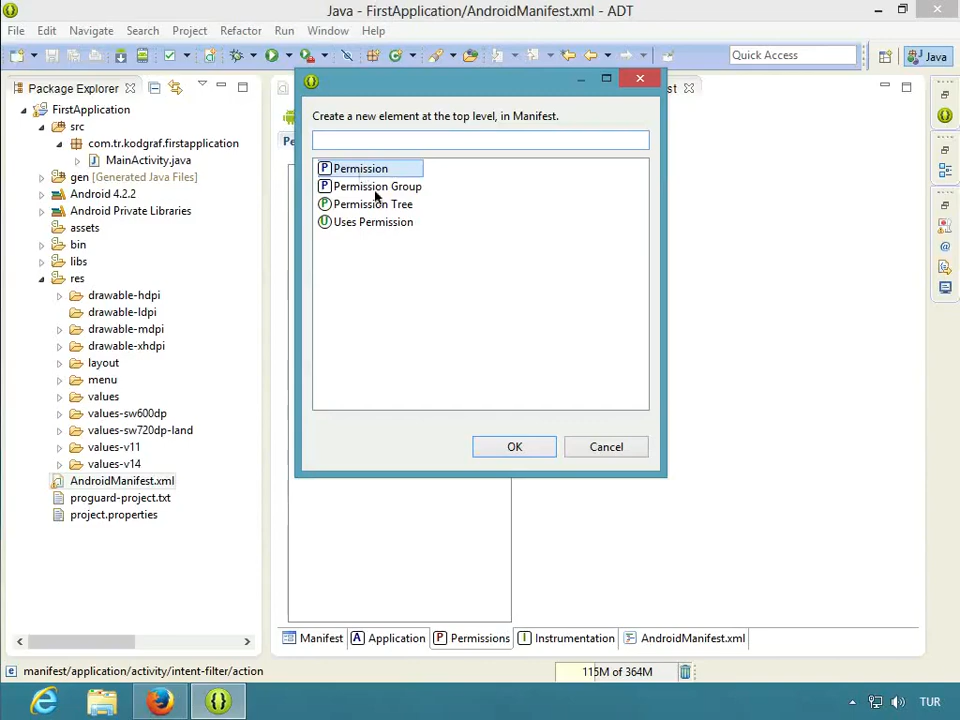 Java - FirstApplication/AndroidManifest.xml - ADT
File Edit Navigate Search Project Refactor Run Window Help
Quick Access
Java
Package Explorer
st
FirstApplication
src
com.tr.kodgraf.firstapplication
MainActivity.java
gen [Generated Java Files]
Android 4.2.2
Android Private Libraries
assets
bin
libs
res
drawable-hdpi
drawable-ldpi
drawable-mdpi
drawable-xhdpi
layout
menu
values
values-sw600dp
values-sw720dp-land
values-v11
values-v14
AndroidManifest.xml
proguard-project.txt
project.properties
Pe
Create a new element at the top level, in Manifest.
P Permission
P Permission Group
P Permission Tree
U Uses Permission
OK
Cancel
Manifest
A Application
P Permissions
I Instrumentation
AndroidManifest.xml
e manifest/application/activity/intent-filter/action
115M of 364M
TUR